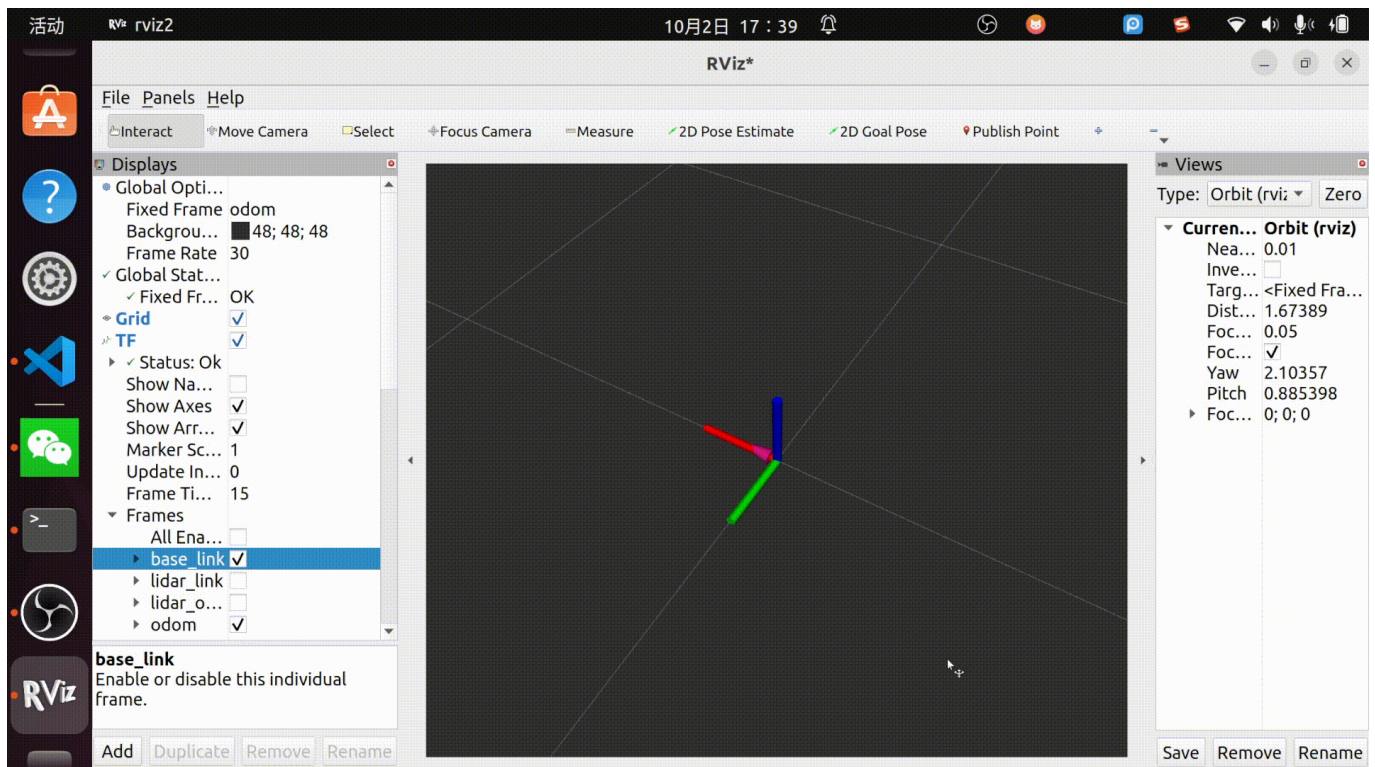 活动 RViz rviz2 10月2日 17：39
RViz*
File Panels Help
Interact Move Camera Select Focus Camera Measure 2D Pose Estimate 2D Goal Pose Publish Point
Displays
Global Opti...
Fixed Frame odom
Backgrou... 48; 48; 48
Frame Rate 30
Global Stat...
Fixed Fr... OK
Grid
TF
Status: Ok
Show Na...
Show Axes
Show Arr...
Marker Sc... 1
Update In... 0
Frame Ti... 15
Frames
All Ena...
base_link
lidar_link
lidar_o...
odom
base_link
Enable or disable this individual
frame.
Add Duplicate Remove Rename
Views
Type: Orbit (rviz Zero
Curren... Orbit (rviz)
Nea... 0.01
Inve...
Targ... <Fixed Fra...
Dist... 1.67389
Foc... 0.05
Foc...
Yaw 2.10357
Pitch 0.885398
Foc... 0; 0; 0
Save Remove Rename
RViz